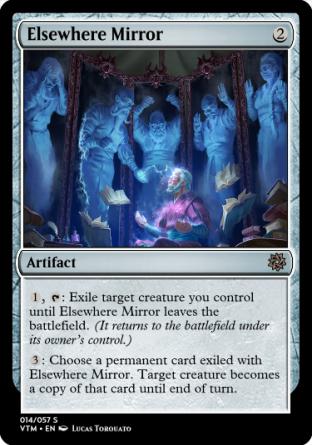 Elsewhere Mirror 2
Artifact
1, T: Exile target creature you control
until Elsewhere Mirror leaves the
battlefield. (It returns to the battlefield under
its owner's control.)
3: Choose a permanent card exiled with
Elsewhere Mirror. Target creature becomes
a copy of that card until end of turn.
014/057 S
VTM • EN Lucas Torquato